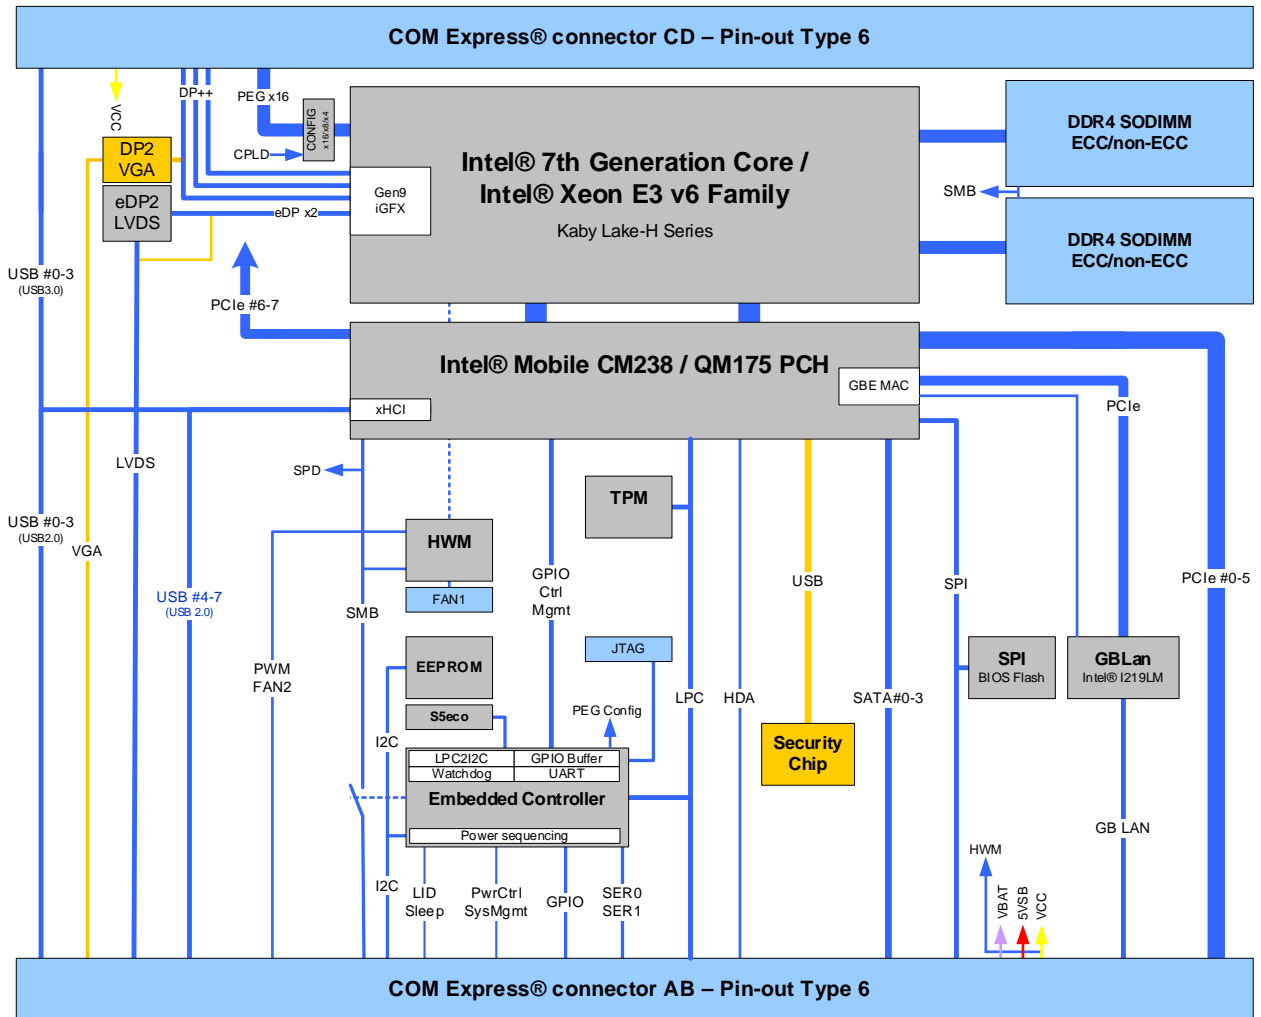 COM Express® connector CD – Pin-out Type 6
DP++
PEG x16
VCC
CONFIG
x16/x8/x4
CPLD
DP2
VGA
eDP2
LVDS
eDP x2
Gen9
iGFX
Intel® 7th Generation Core /
Intel® Xeon E3 v6 Family
Kaby Lake-H Series
DDR4 SODIMM
ECC/non-ECC
SMB
DDR4 SODIMM
ECC/non-ECC
USB #0-3
(USB3.0)
PCIe #6-7
Intel® Mobile CM238 / QM175 PCH
GBE MAC
xHCI
PCIe
LVDS
SPD
TPM
USB #0-3
(USB2.0)
VGA
HWM
FAN1
USB #4-7
(USB 2.0)
SMB
GPIO
Ctrl
Mgmt
USB
SPI
PCIe #0-5
PWM
FAN2
EEPROM
JTAG
SPI
BIOS Flash
GBLan
Intel® I219LM
S5eco
PEG Config
LPC
HDA
SATA#0-3
I2C
Security
Chip
LPC2I2C
GPIO Buffer
Watchdog
UART
Embedded Controller
Power sequencing
GB LAN
HWM
I2C
LID
Sleep
PwrCtrl
SysMgmt
GPIO
SER0
SER1
VBAT
5VSB
VCC
COM Express® connector AB – Pin-out Type 6